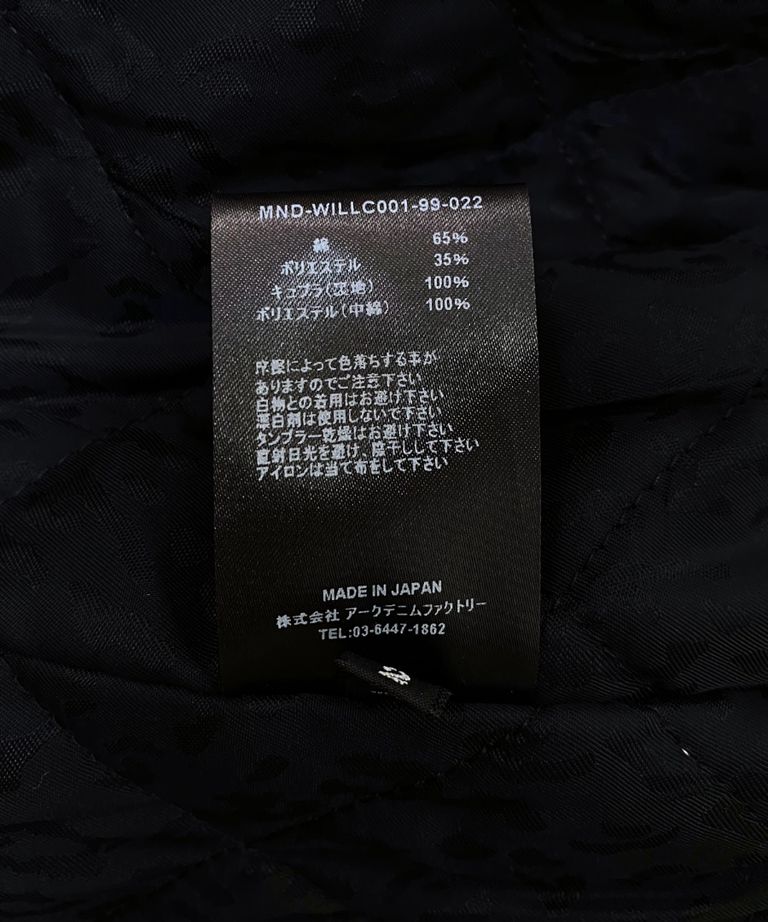 MND-WILLC001-99-022
綿 65%
ポリエステル 35%
キュプラ(裏地) 100%
ポリエステル(中綿) 100%
摩擦によって色落ちする事が
ありますのでご注意下さい
白物との着用はお避け下さい
漂白剤は使用しないで下さい
タンブラー乾燥はお避け下さい
直射日光を避け、陰干しして下さい
アイロンは当て布をして下さい
MADE IN JAPAN
株式会社 アークデニムファクトリー
TEL:03-6447-1862